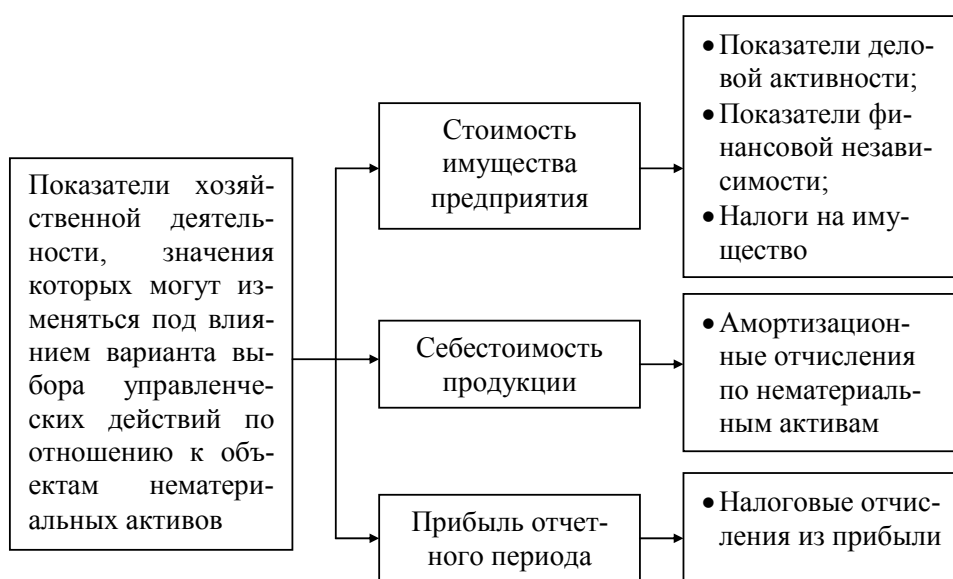 Показатели хозяй-
ственной деятель-
ности, значения
которых могут из-
меняться под влия-
нием варианта вы-
бора управленче-
ских действий по
отношению к объ-
ектам нематери-
альных активов
Стоимость
имущества
предприятия
• Показатели дело-
вой активности;
• Показатели фи-
нансовой незави-
симости;
• Налоги на иму-
щество
Себестоимость
продукции
• Амортизацион-
ные отчисления
по нематериаль-
ным активам
Прибыль отчет-
ного периода
• Налоговые отчис-
ления из прибыли